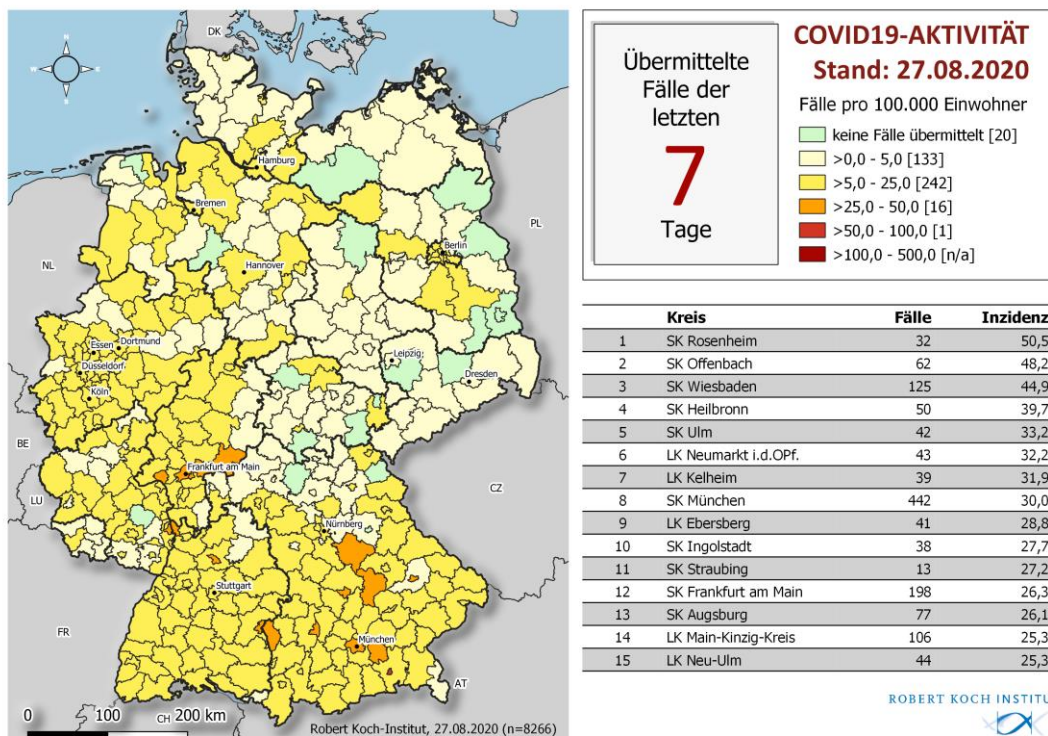 DK
PL
NL
BE
LU
CZ
FR
AT
CH
N
W
S
Hamburg
Bremen
Berlin
Hannover
Essen
Dortmund
Düsseldorf
Köln
Leipzig
Dresden
Frankfurt am Main
Nürnberg
Stuttgart
München
0 100 200 km
Robert Koch-Institut, 27.08.2020 (n=8266)
Übermittelte
Fälle der
letzten
7
Tage
COVID19-AKTIVITÄT
Stand: 27.08.2020
Fälle pro 100.000 Einwohner
keine Fälle übermittelt [20]
>0,0 - 5,0 [133]
>5,0 - 25,0 [242]
>25,0 - 50,0 [16]
>50,0 - 100,0 [1]
>100,0 - 500,0 [n/a]
Kreis Fälle Inzidenz
1 SK Rosenheim 32 50,5
2 SK Offenbach 62 48,2
3 SK Wiesbaden 125 44,9
4 SK Heilbronn 50 39,7
5 SK Ulm 42 33,2
6 LK Neumarkt i.d.OPf. 43 32,2
7 LK Kelheim 39 31,9
8 SK München 442 30,0
9 LK Ebersberg 41 28,8
10 SK Ingolstadt 38 27,7
11 SK Straubing 13 27,2
12 SK Frankfurt am Main 198 26,3
13 SK Augsburg 77 26,1
14 LK Main-Kinzig-Kreis 106 25,3
15 LK Neu-Ulm 44 25,3
ROBERT KOCH INSTITU